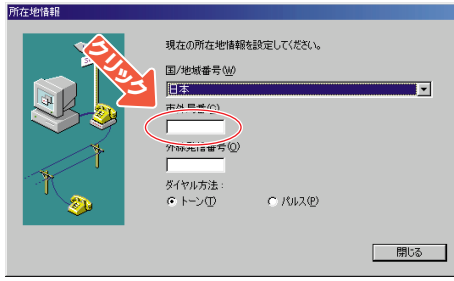 所在地情報
現在の所在地情報を設定してください。
国/地域番号(W)
日本
クリック
市外局番(C)
外線発信番号(O)
ダイヤル方法：
トーン(T)
パルス(P)
閉じる